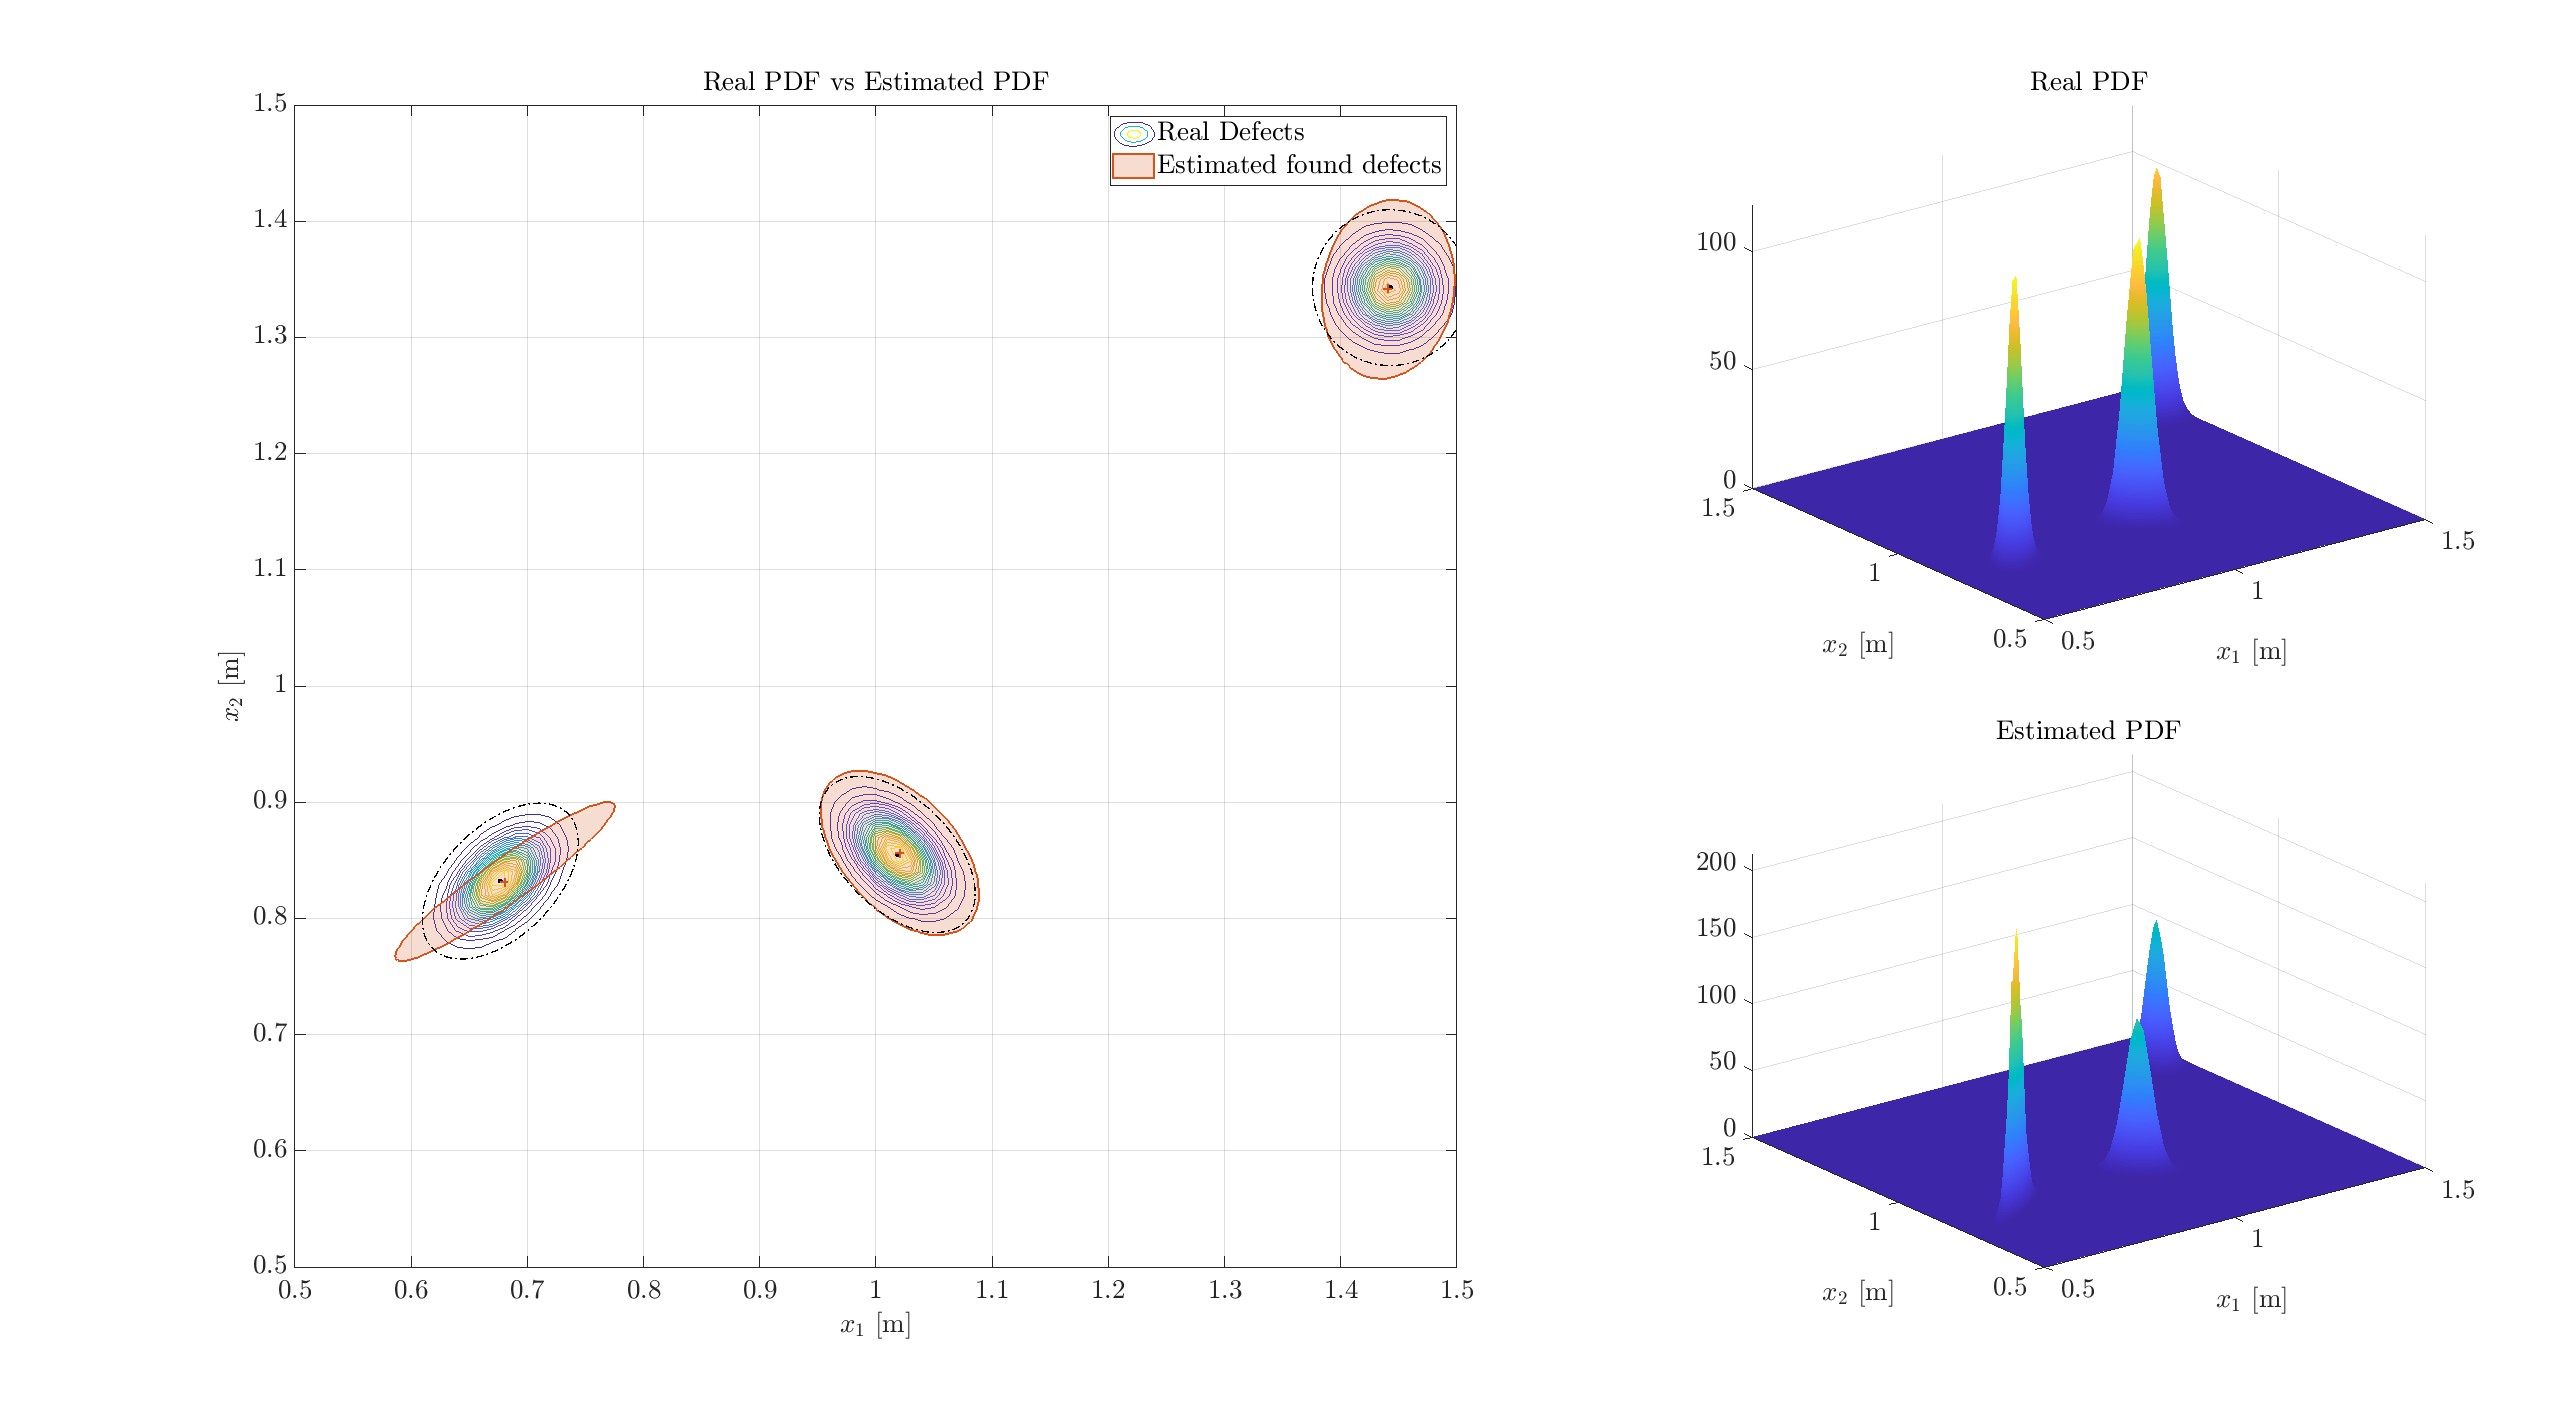 Real PDF vs Estimated PDF
Real Defects
Estimated found defects
1.5
1.4
1.3
1.2
1.1
1
0.9
0.8
0.7
0.6
0.5
x₂ [m]
0.5 0.6 0.7 0.8 0.9 1 1.1 1.2 1.3 1.4 1.5
x₁ [m]
Real PDF
100
50
0
1.5
1
0.5
x₂ [m]
0.5
1
1.5
x₁ [m]
Estimated PDF
200
150
100
50
0
1.5
1
0.5
x₂ [m]
0.5
1
1.5
x₁ [m]